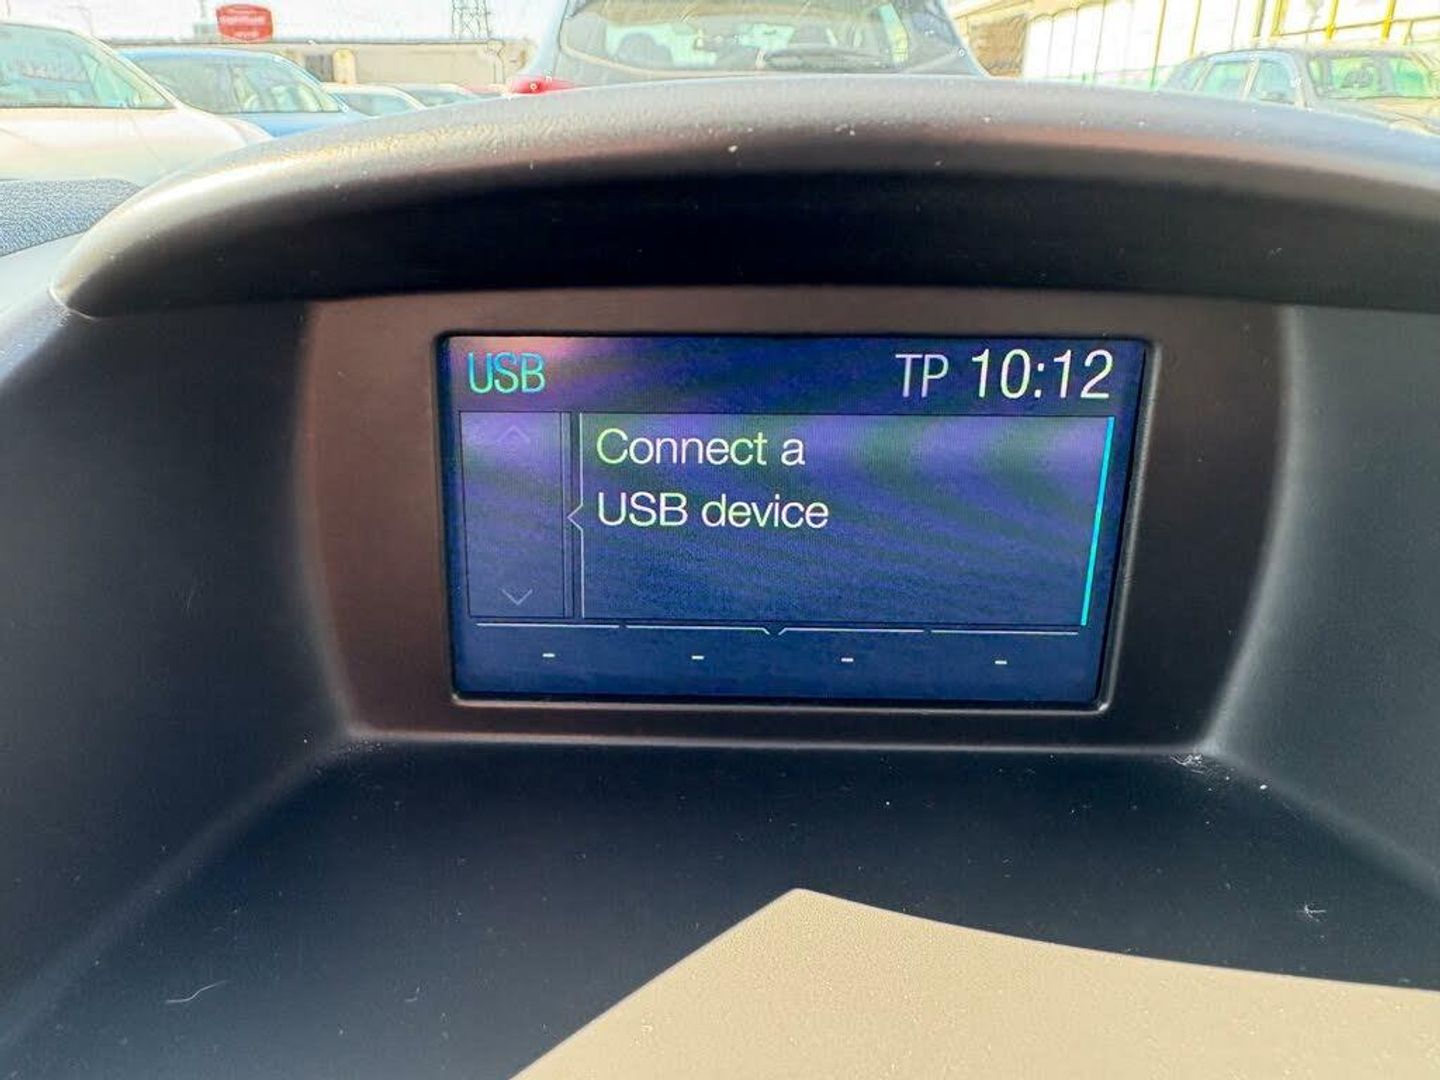 USB
TP 10:12
Connect a
USB device
- - - -